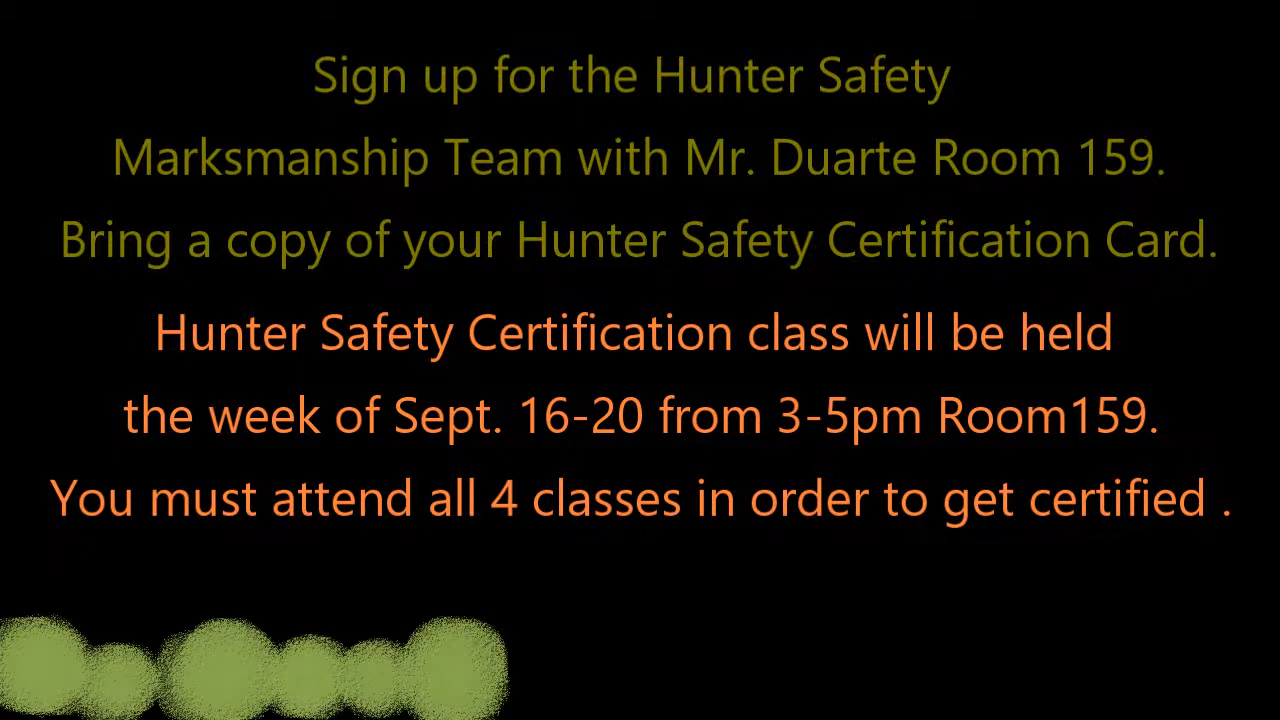 Sign up for the Hunter Safety
Marksmanship Team with Mr. Duarte Room 159.
Bring a copy of your Hunter Safety Certification Card.
Hunter Safety Certification class will be held
the week of Sept. 16-20 from 3-5pm Room159.
You must attend all 4 classes in order to get certified .